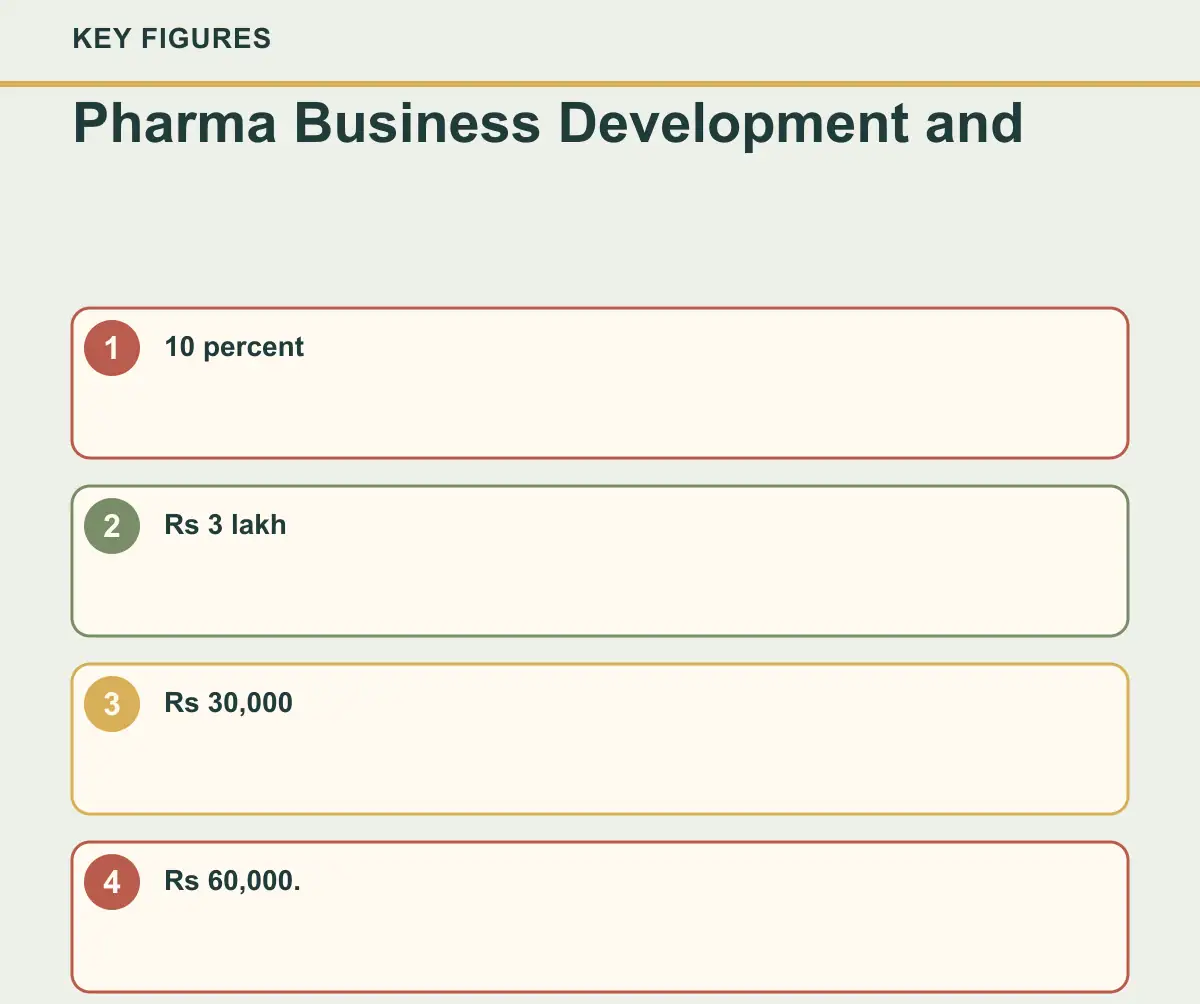 KEY FIGURES
Pharma Business Development and
1 10 percent
2 Rs 3 lakh
3 Rs 30,000
4 Rs 60,000.